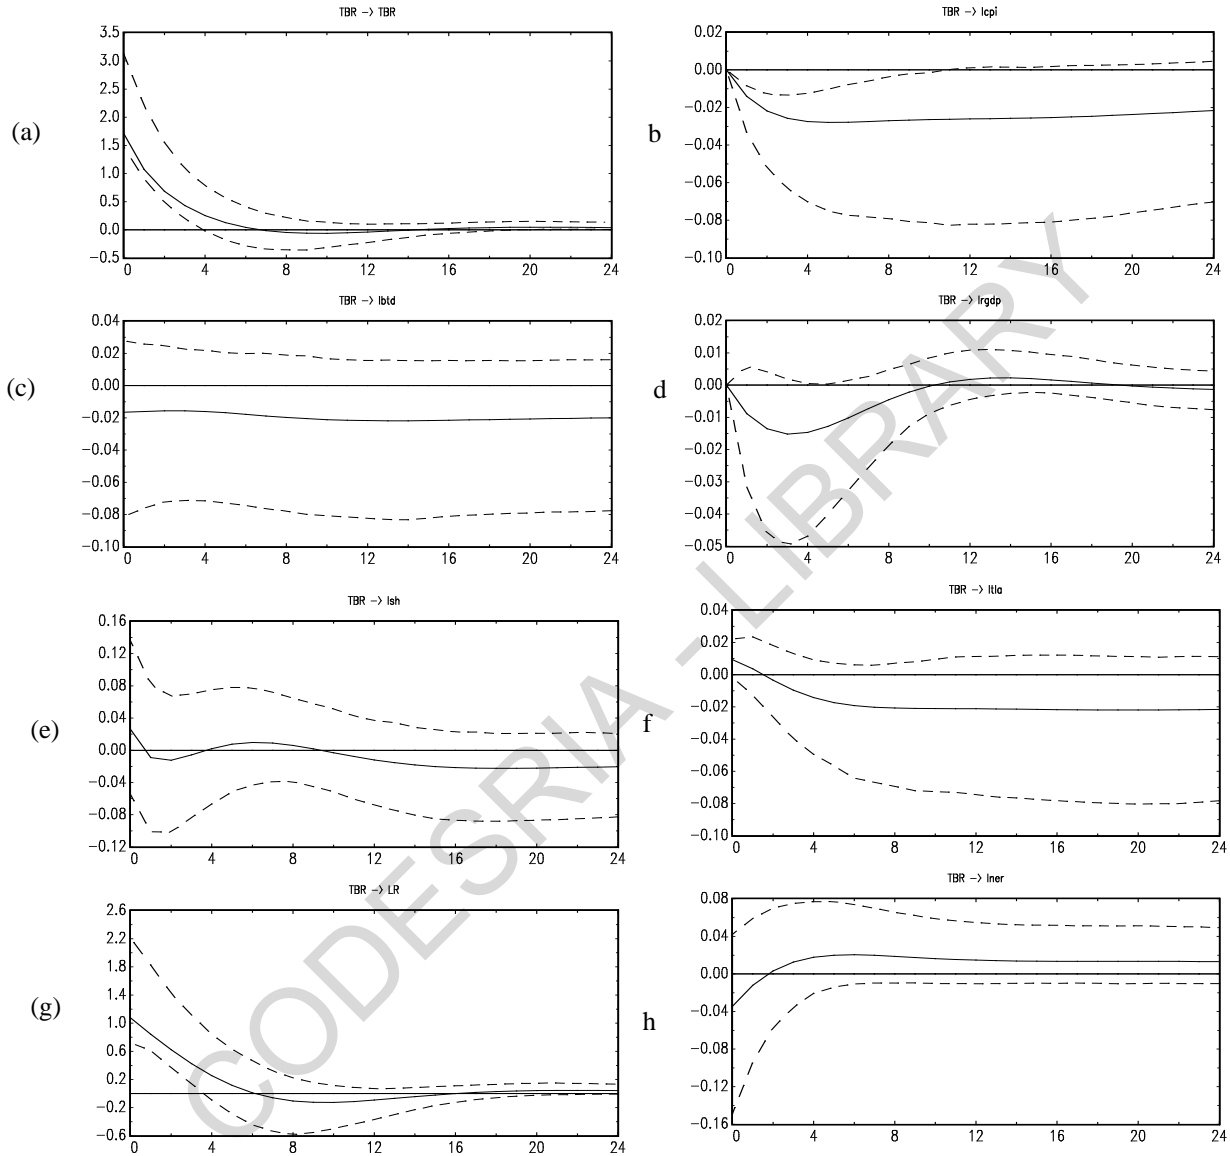 TBR -> TBR
3.5
3.0
2.5
2.0
1.5
1.0
0.5
0.0
-0.5
0 4 8 12 16 20 24
(a)
TBR -> lcpi
0.02
0.00
-0.02
-0.04
-0.06
-0.08
-0.10
0 4 8 12 16 20 24
b
TBR -> lbtd
0.04
0.02
0.00
-0.02
-0.04
-0.06
-0.08
-0.10
0 4 8 12 16 20 24
(c)
TBR -> lrgdp
0.02
0.01
0.00
-0.01
-0.02
-0.03
-0.04
-0.05
0 4 8 12 16 20 24
d
TBR -> lsh
0.16
0.12
0.08
0.04
0.00
-0.04
-0.08
-0.12
0 4 8 12 16 20 24
(e)
TBR -> ltla
0.04
0.02
0.00
-0.02
-0.04
-0.06
-0.08
-0.10
0 4 8 12 16 20 24
f
TBR -> LR
2.6
2.2
1.8
1.4
1.0
0.6
0.2
-0.2
-0.6
0 4 8 12 16 20 24
(g)
TBR -> lner
0.08
0.04
0.00
-0.04
-0.08
-0.12
-0.16
0 4 8 12 16 20 24
h
CODESRIA - LIBRARY